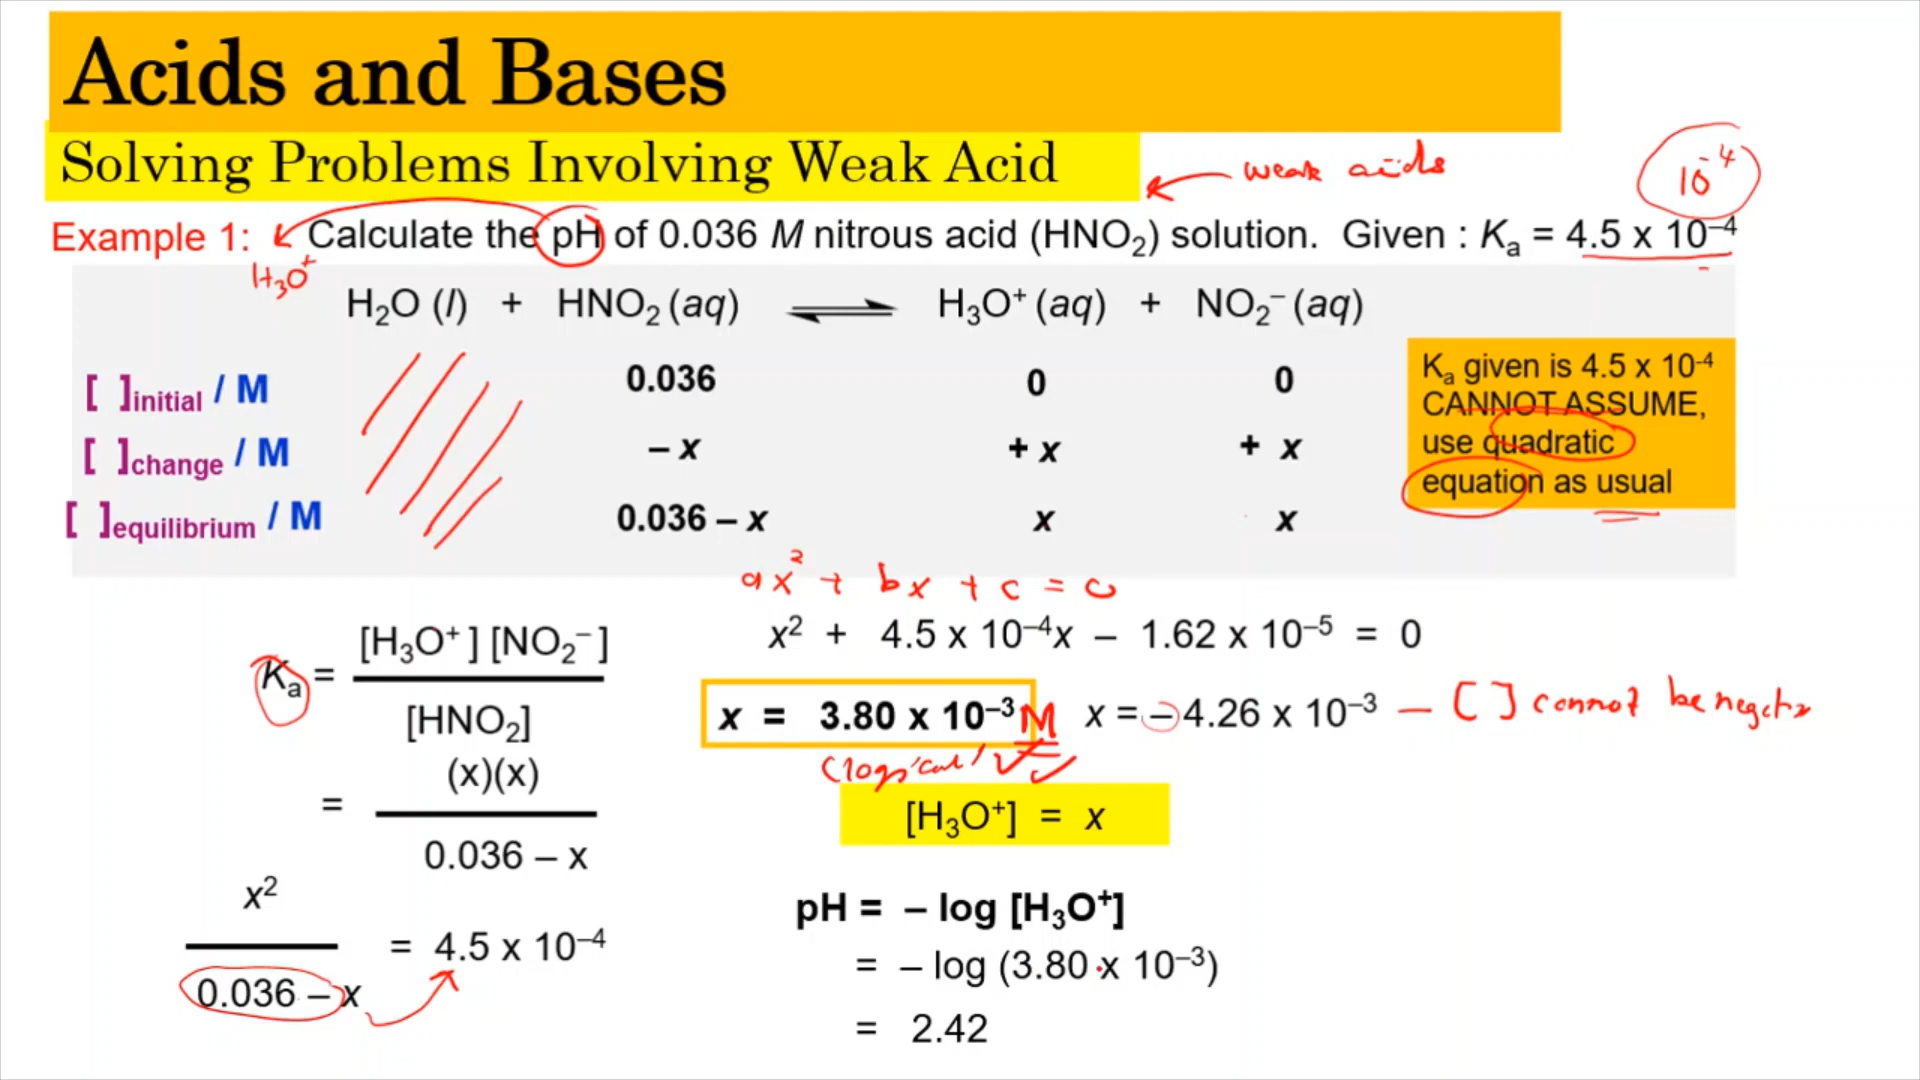 Acids and Bases
Solving Problems Involving Weak Acid
weak acids
10⁻⁴
Example 1: Calculate the pH of 0.036 M nitrous acid (HNO₂) solution. Given : Kₐ = 4.5 x 10⁻⁴
H₃O⁺
H₂O (l) + HNO₂ (aq) ⇌ H₃O⁺ (aq) + NO₂⁻ (aq)
[ ]initial / M 0.036 0 0
[ ]change / M – x + x + x
[ ]equilibrium / M 0.036 – x x x
Kₐ given is 4.5 x 10⁻⁴
CANNOT ASSUME,
use quadratic
equation as usual
ax² + bx + c = 0
Kₐ = [H₃O⁺] [NO₂⁻]
[HNO₂]
= (x)(x)
0.036 – x
x²
0.036 – x
= 4.5 x 10⁻⁴
x² + 4.5 x 10⁻⁴x – 1.62 x 10⁻⁵ = 0
x = 3.80 x 10⁻³ M x = – 4.26 x 10⁻³ — [ ] cannot be negative
(logical)
[H₃O⁺] = x
pH = – log [H₃O⁺]
= – log (3.80 x 10⁻³)
= 2.42